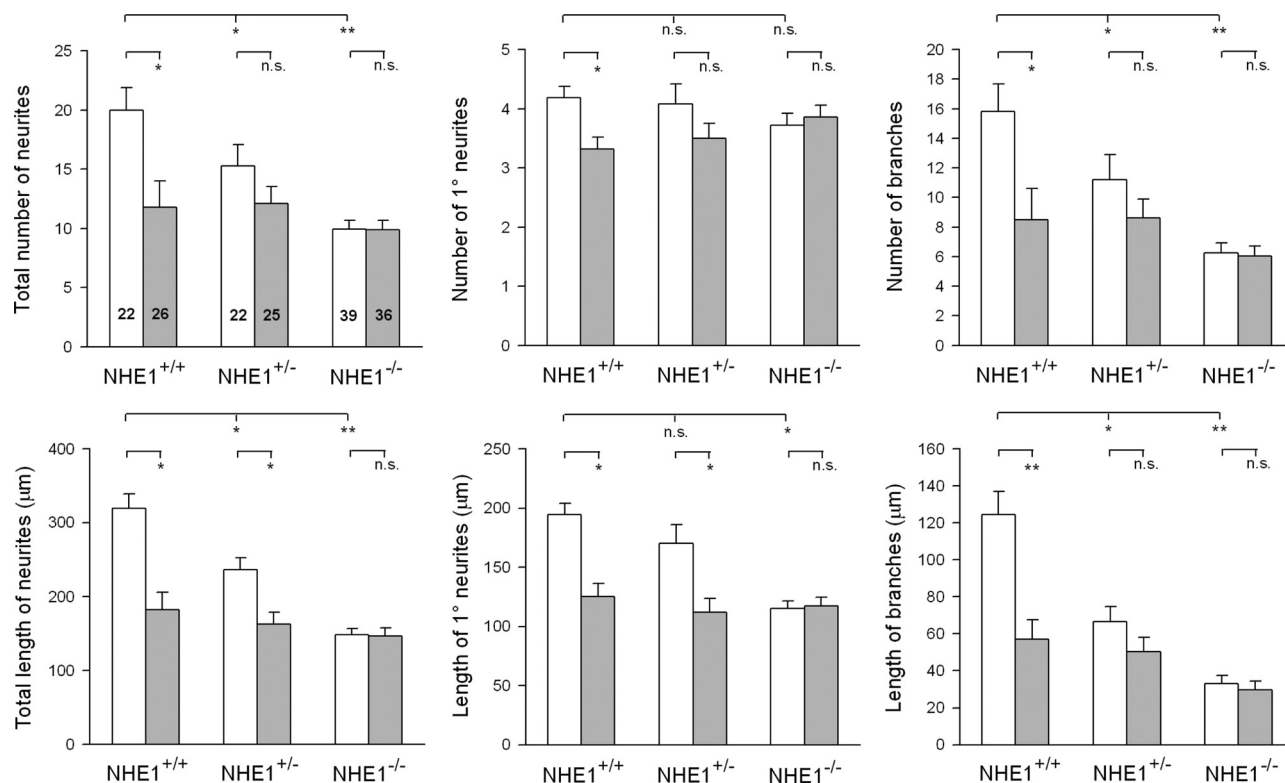 * **
* n.s. n.s.
Total number of neurites
25
20
15
10
5
0
22 26 22 25 39 36
NHE1+/+ NHE1+/- NHE1-/-
n.s. n.s.
* n.s. n.s.
Number of 1° neurites
5
4
3
2
1
0
NHE1+/+ NHE1+/- NHE1-/-
* **
* n.s. n.s.
Number of branches
20
18
16
14
12
10
8
6
4
2
0
NHE1+/+ NHE1+/- NHE1-/-
* **
* * n.s.
Total length of neurites (μm)
400
300
200
100
0
NHE1+/+ NHE1+/- NHE1-/-
n.s. *
* * n.s.
Length of 1° neurites (μm)
250
200
150
100
50
0
NHE1+/+ NHE1+/- NHE1-/-
* **
** n.s. n.s.
Length of branches (μm)
160
140
120
100
80
60
40
20
0
NHE1+/+ NHE1+/- NHE1-/-